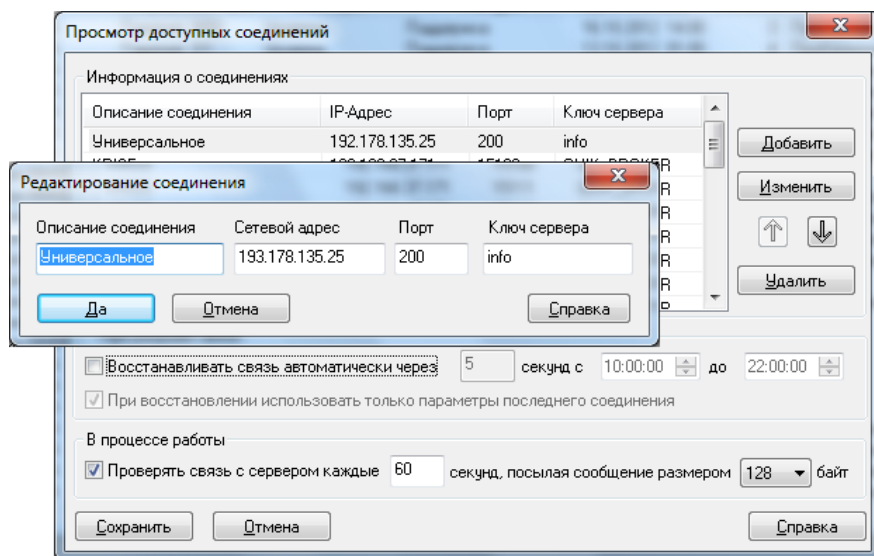 Просмотр доступных соединений
Информация о соединениях
Описание соединения IP-Адрес Порт Ключ сервера
Универсальное 192.178.135.25 200 info
Добавить
Изменить
Удалить
Редактирование соединения
Описание соединения Сетевой адрес Порт Ключ сервера
Универсальное 193.178.135.25 200 info
Да Отмена Справка
Восстанавливать связь автоматически через 5 секунд с 10:00:00 до 22:00:00
При восстановлении использовать только параметры последнего соединения
В процессе работы
Проверять связь с сервером каждые 60 секунд, посылая сообщение размером 128 байт
Сохранить Отмена Справка